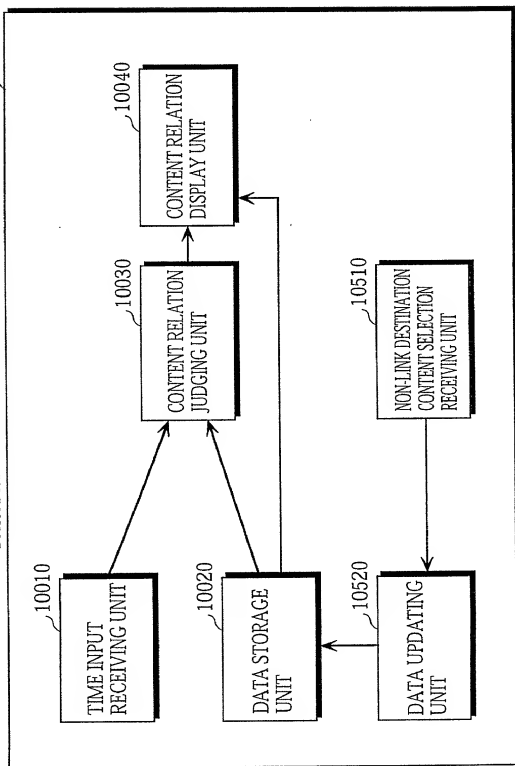 10010
TIME INPUT
RECEIVING UNIT
10020
DATA STORAGE
UNIT
10520
DATA UPDATING
UNIT
10030
CONTENT RELATION
JUDGING UNIT
10040
CONTENT RELATION
DISPLAY UNIT
10510
NON-LINK DESTINATION
CONTENT SELECTION
RECEIVING UNIT